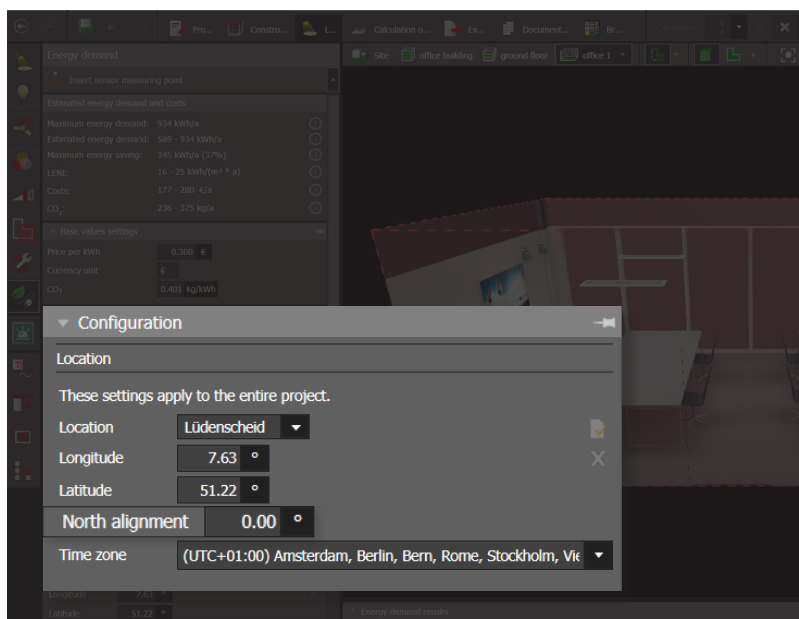 Pro... Constru... L... Calculation o... Ex... Document... Br...
Energy demand
Site office building ground floor office 1
Insert sensor measuring point
Estimated energy demand and costs
Maximum energy demand: 934 kWh/a
Estimated energy demand: 589 - 934 kWh/a
Maximum energy saving: 345 kWh/a (37%)
LENI: 16 - 25 kWh/(m² * a)
Costs: 177 - 280 €/a
CO₂: 236 - 375 kg/a
Base values settings
Price per kWh 0.300 €
Currency unit €
CO₂ 0.401 kg/kWh
Configuration
Location
These settings apply to the entire project.
Location Lüdenscheid
Longitude 7.63 °
Latitude 51.22 °
North alignment 0.00 °
Time zone (UTC+01:00) Amsterdam, Berlin, Bern, Rome, Stockholm, Vie
Longitude 7.63 °
Latitude 51.22 °
? Energy demand results